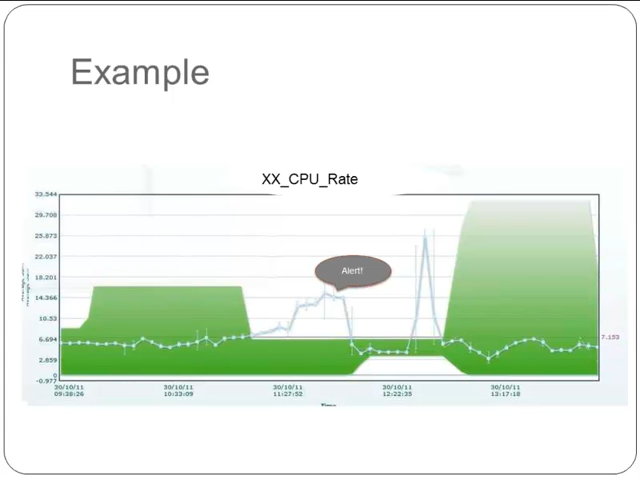 Example
XX_CPU_Rate
33.544
29.708
25.873
22.037
18.201
14.366
10.53
6.694
2.859
0
-0.977
Alert!
7.153
30/10/11 30/10/11 30/10/11 30/10/11 30/10/11
09:38:26 10:33:09 11:27:52 12:22:35 13:17:18